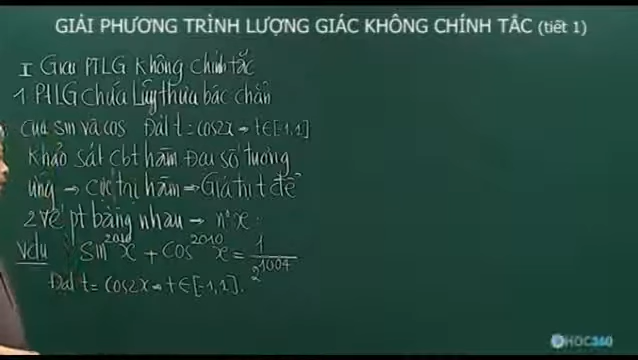 GIẢI PHƯƠNG TRÌNH LƯỢNG GIÁC KHÔNG CHÍNH TẮC (tiết 1)
I Giải PTLG Không chính tắc
1. PTLG chứa Lũy thừa bậc chẵn
của sin và cos Đặt t = cos2x → t∈[-1,1]
Khảo sát hàm Đại số tương
ứng → Cực trị hàm → Giá trị t để
2 vế pt bằng nhau → n° x.
Vdu Sin^2010 x + Cos^2010 x = 1/2^1004
Đặt t = cos2x → t∈[-1,1].
HOC360